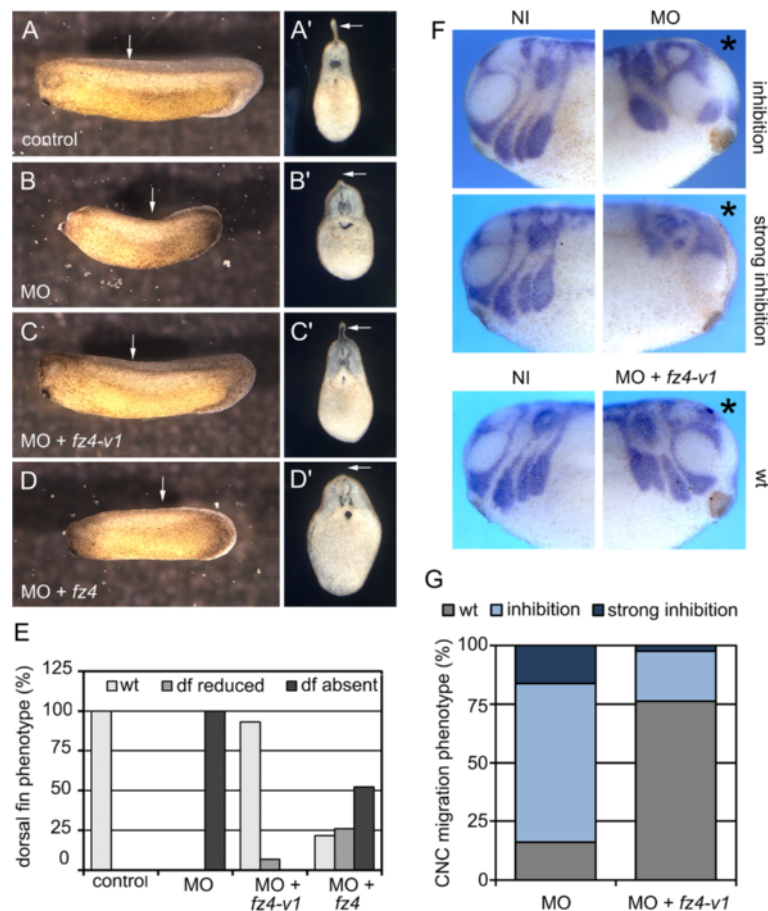 A
control
A'
B
MO
B'
C
MO + fz4-v1
C'
D
MO + fz4
D'
E
125
100
75
50
25
0
dorsal fin phenotype (%)
wt
df reduced
df absent
control
MO
MO +
fz4-v1
MO +
fz4
F
NI
MO
*
inhibition
*
strong inhibition
NI
MO + fz4-v1
*
wt
G
wt
inhibition
strong inhibition
100
75
50
25
0
CNC migration phenotype (%)
MO
MO + fz4-v1